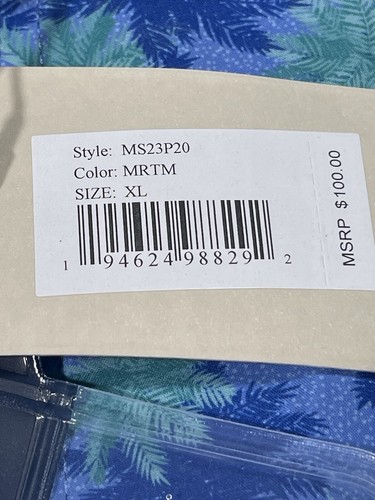 Style: MS23P20
Color: MRTM
SIZE: XL
1 94624 98829 2
MSRP $100.00